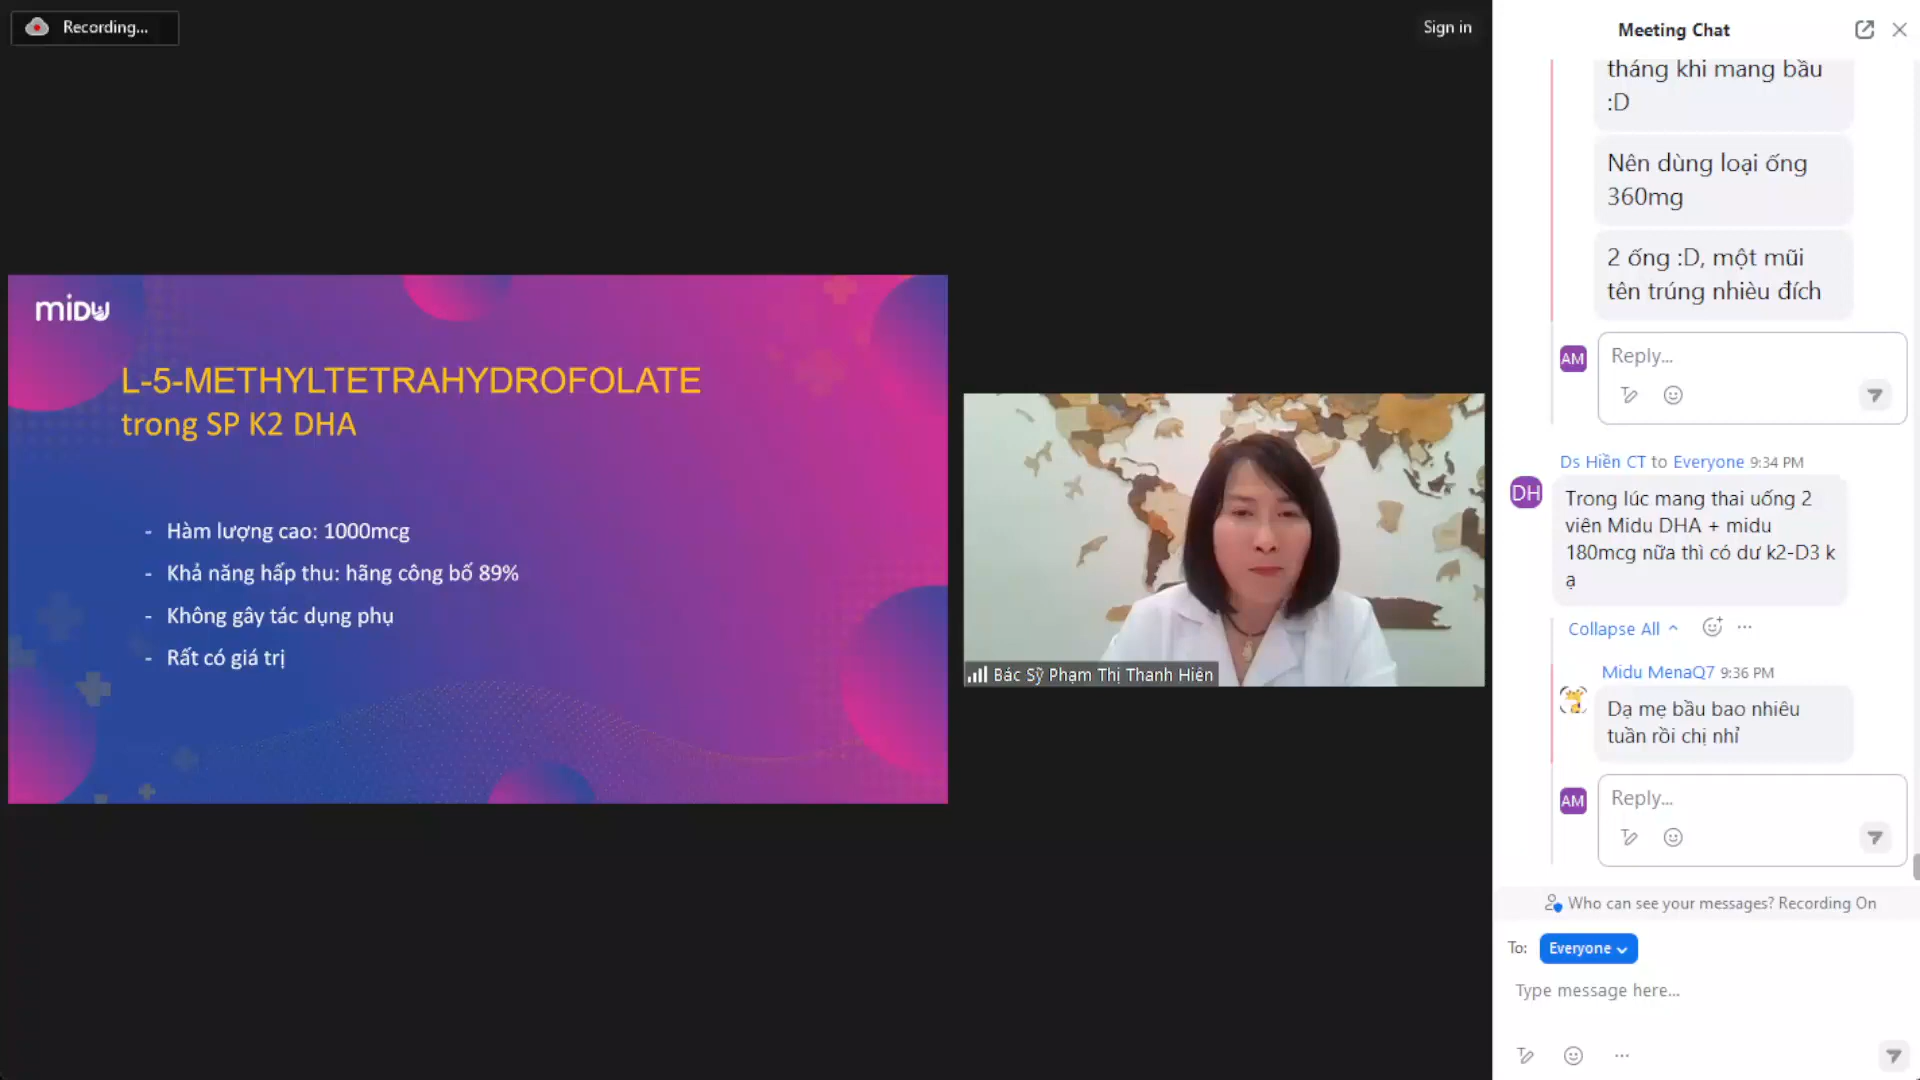 Recording...
Sign in
MIDU
L-5-METHYLTETRAHYDROFOLATE
trong SP K2 DHA
- Hàm lượng cao: 1000mcg
- Khả năng hấp thu: hãng công bố 89%
- Không gây tác dụng phụ
- Rất có giá trị
Bác Sỹ Phạm Thị Thanh Hiên
Meeting Chat
tháng khi mang bầu
:D
Nên dùng loại ống
360mg
2 ống :D, một mũi
tên trúng nhièu đích
AM
Reply...
Ds Hiền CT to Everyone 9:34 PM
DH
Trong lúc mang thai uống 2
viên Midu DHA + midu
180mcg nữa thì có dư k2-D3 k
ạ
Collapse All
Midu MenaQ7 9:36 PM
Dạ mẹ bầu bao nhiêu
tuần rồi chị nhỉ
AM
Reply...
Who can see your messages? Recording On
To: Everyone
Type message here...